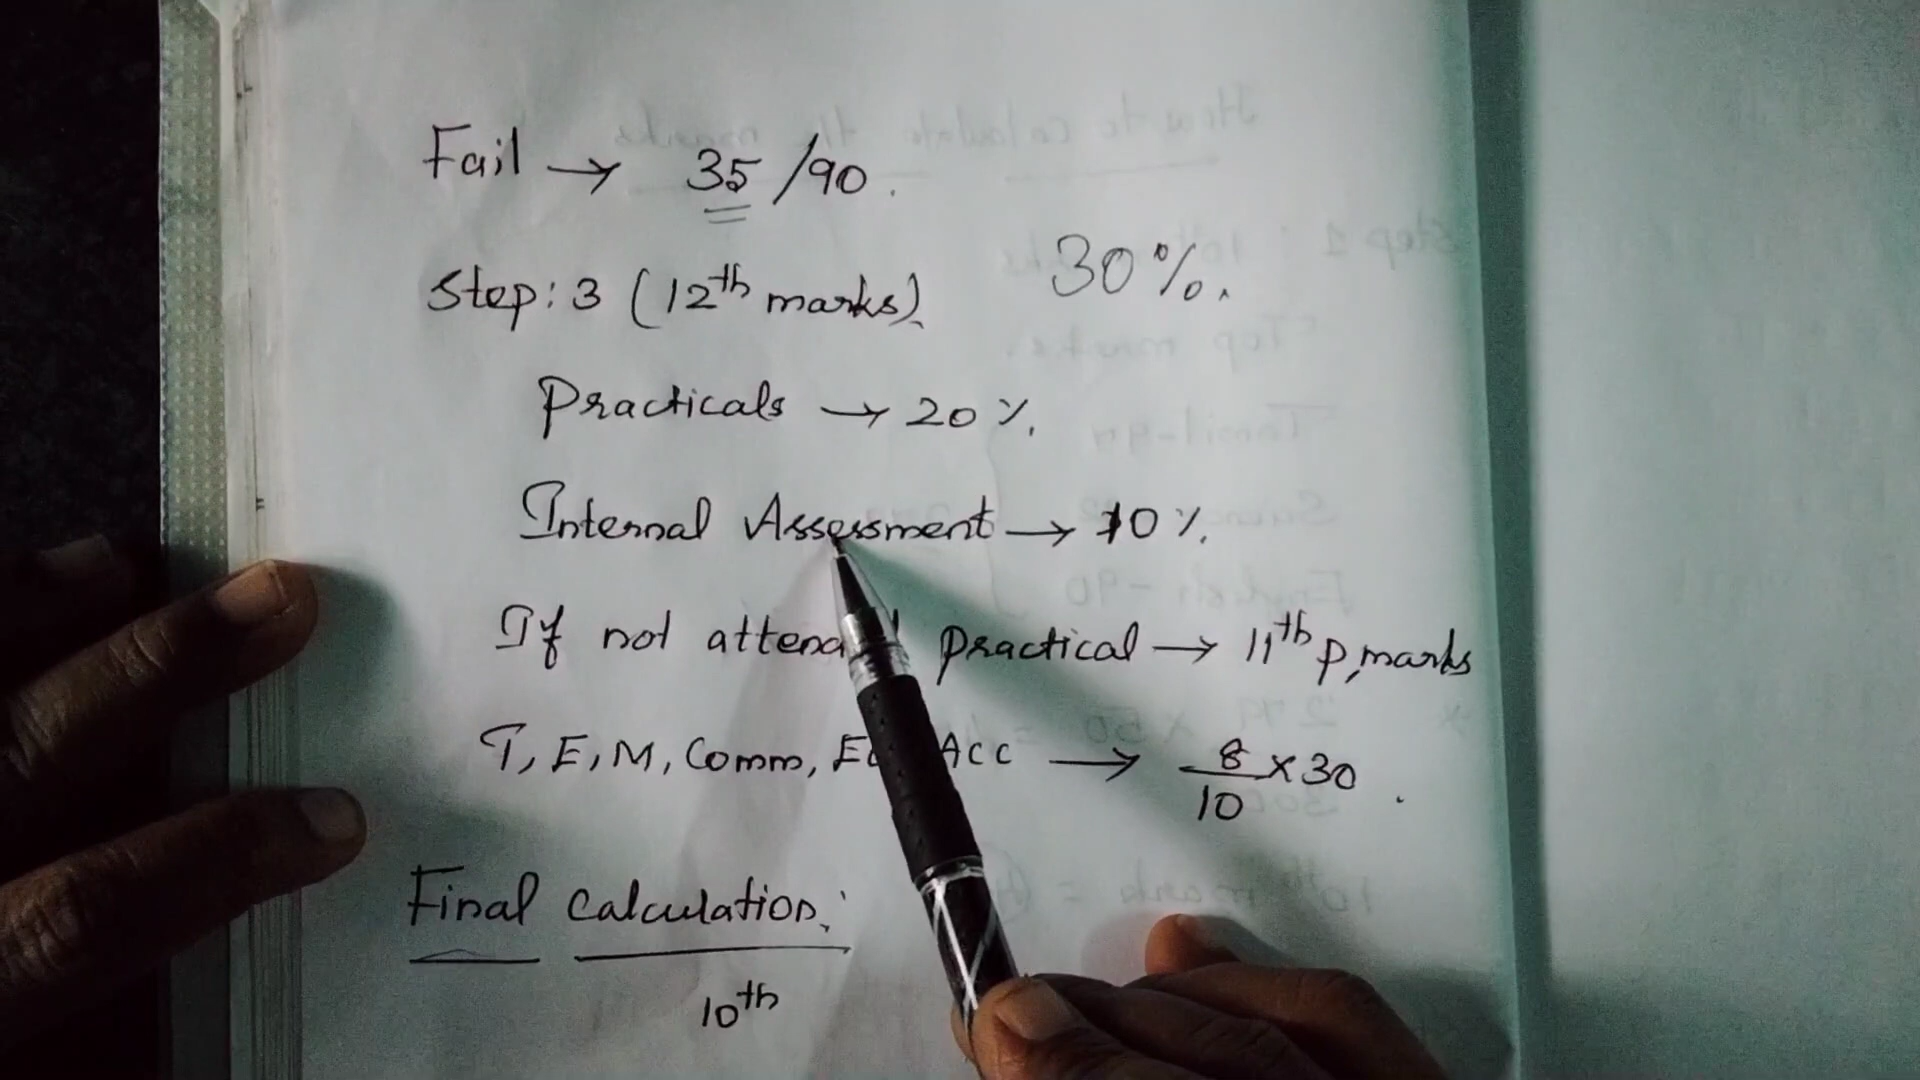 Fail → 35/90.
Step: 3 (12th marks). 30%.
Practicals → 20%.
Internal Assessment → 10%.
If not attend practical → 11th p, marks
T, E, M, Comm, Acc → 8/10 × 30.
Final Calculation:
10th